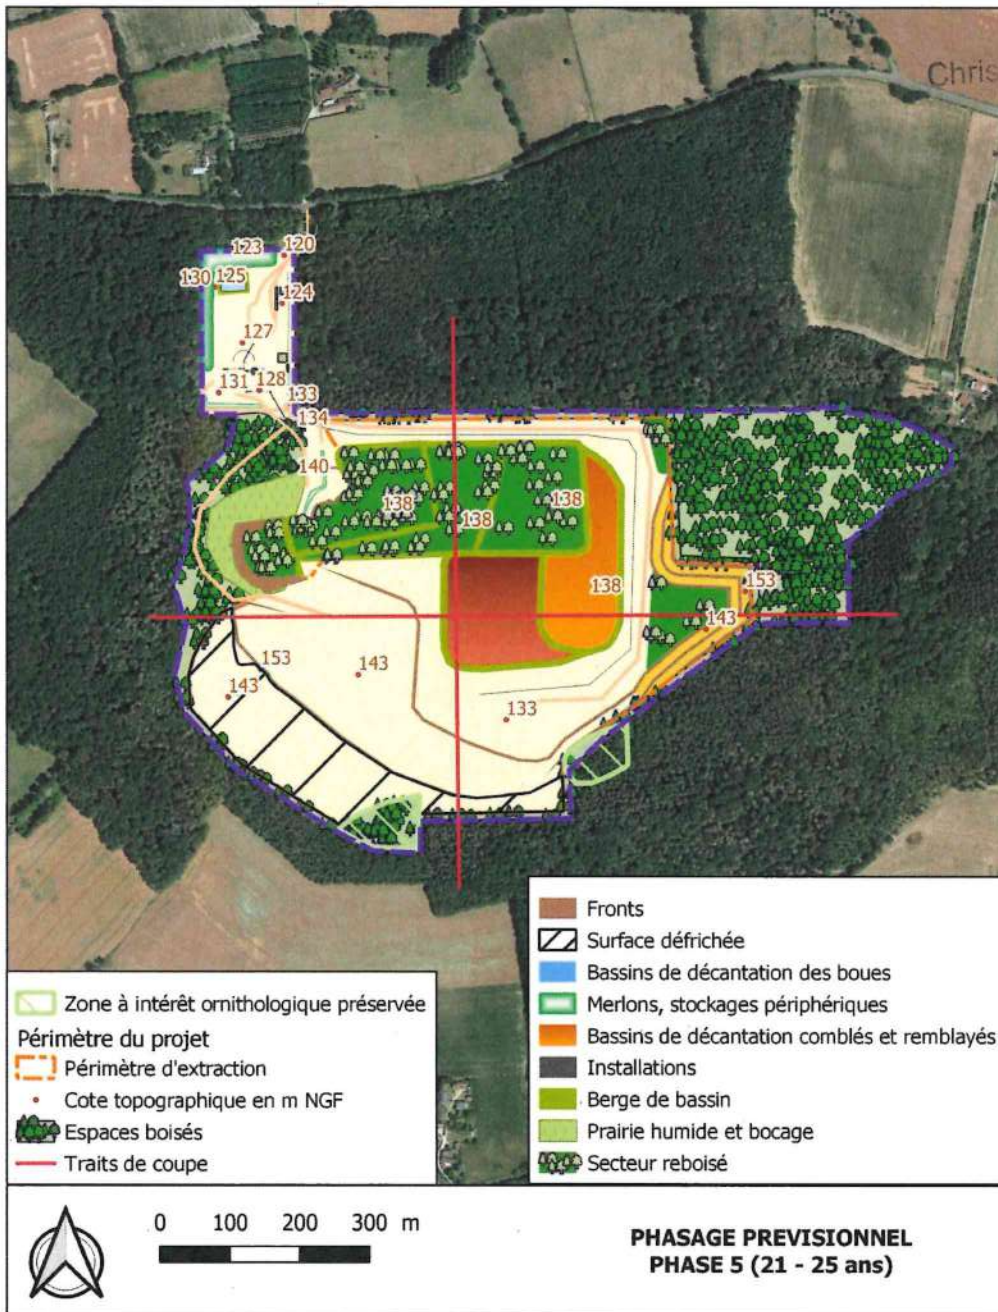 Chris
123
120
130
125
124
127
131
128
133
134
140
138
138
138
138
153
143
153
143
143
133
Fronts
Surface défrichée
Bassins de décantation des boues
Merlons, stockages périphériques
Bassins de décantation comblés et remblayés
Installations
Berge de bassin
Prairie humide et bocage
Secteur reboisé
Zone à intérêt ornithologique préservée
Périmètre du projet
Périmètre d'extraction
Cote topographique en m NGF
Espaces boisés
Traits de coupe
0 100 200 300 m
PHASAGE PREVISIONNEL
PHASE 5 (21 - 25 ans)